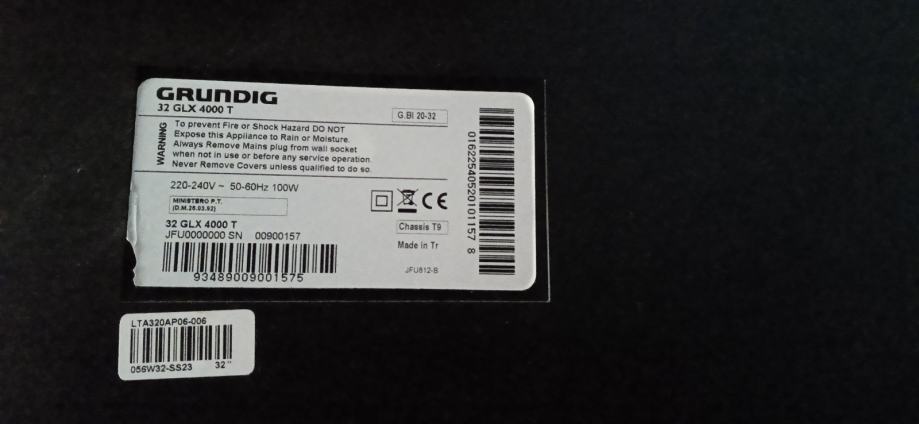 GRUNDIG
32 GLX 4000 T
G.BI 20-32
WARNING
To prevent Fire or Shock Hazard DO NOT
Expose this Appliance to Rain or Moisture.
Always Remove Mains plug from wall socket
when not in use or before any service operation.
Never Remove Covers unless qualified to do so.
220-240V ~ 50-60Hz 100W
MINISTERO P.T.
(D.M.26.03.92)
CE
32 GLX 4000 T
Chassis T9
JFU0000000 SN 00900157
Made in Tr
93489009001575
JFU812-B
01622540520101157 8
LTA320AP06-006
056W32-SS23 32"